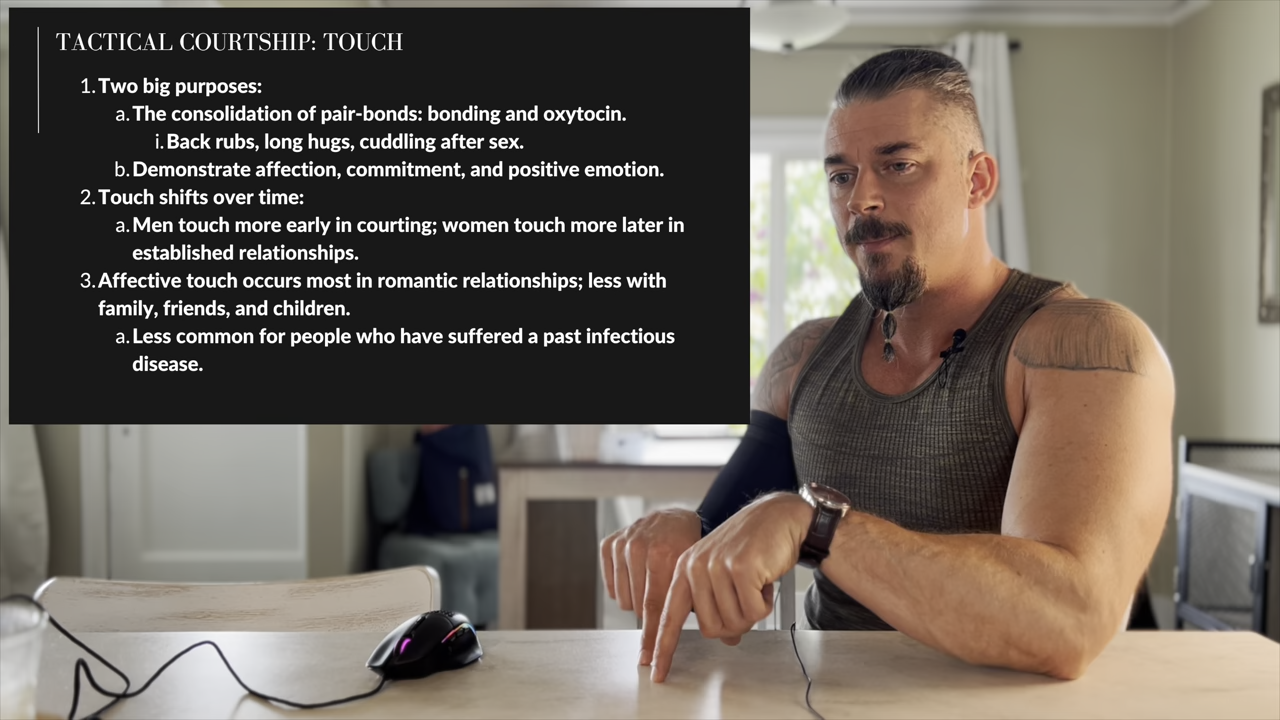 TACTICAL COURTSHIP: TOUCH
1. Two big purposes:
a. The consolidation of pair-bonds: bonding and oxytocin.
i. Back rubs, long hugs, cuddling after sex.
b. Demonstrate affection, commitment, and positive emotion.
2. Touch shifts over time:
a. Men touch more early in courting; women touch more later in
established relationships.
3. Affective touch occurs most in romantic relationships; less with
family, friends, and children.
a. Less common for people who have suffered a past infectious
disease.